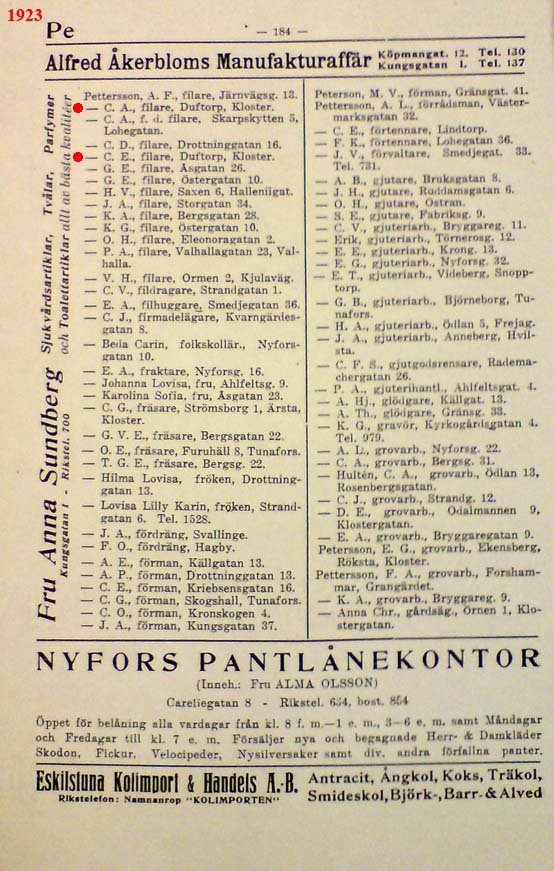 1923
Pe
— 184 —
Alfred Åkerbloms Manufakturaffär
Köpmangat. 12. Tel. 130
Kungsgatan 1. Tel. 137
Fru Anna Sundberg
Kungsgatan 1 - Rikstel. 700
Sjukvårdsartiklar, Tvålar, Parfymer
och Toalettartiklar allt av bästa kvalitéer
Pettersson, A. F., filare, Järnvägsg. 13.
— C. A., filare, Duftorp, Kloster.
— C. A., f. d. filare, Skarpskytten 5,
Lohegatan.
— C. D., filare, Drottninggatan 16.
— C. E., filare, Duftorp, Kloster.
— G. E., filare, Åsgatan 26.
— G. E., filare, Östergatan 10.
— H. V., filare, Saxen 6, Hallenilgat.
— J. A., filare, Storgatan 34.
— K. A., filare, Bergsgatan 28.
— K. G., filare, Östergatan 10.
— O. H., filare, Eleonoragatan 2.
— P. A., filare, Valhallagatan 23, Val-
halla.
— V. H., filare, Ormen 2, Kjulaväg.
— C. V., fildragare, Strandgatan 1.
— E. A., filhuggare, Smedjegatan 36.
— C. J., firmadelägare, Kvarngärdes-
gatan 8.
— Beda Carin, folkskollär., Nyfors-
gatan 10.
— E. A., fraktare, Nyforsg. 16.
— Johanna Lovisa, fru, Ahlfeltsg. 9.
— Karolina Sofia, fru, Åsgatan 23.
— C. G., fräsare, Strömsborg 1, Årsta,
Kloster.
— G. V. E., fräsare, Bergsgatan 22.
— O. E., fräsare, Furuhäll 8, Tunafors.
— T. G. E., fräsare, Bergsg. 22.
— Hilma Lovisa, fröken, Drottning-
gatan 13.
— Lovisa Lilly Karin, fröken, Strand-
gatan 6. Tel. 1528.
— J. A., fördräng, Svallinge.
— F. O., fördräng, Hagby.
— A. E., förman, Källgatan 13.
— A. P., förman, Drottninggatan 13.
— C. E., förman, Kriebsensgatan 16.
— C. G., förman, Skogshall, Tunafors.
— C. O., förman, Kronskogen 4.
— J. A., förman, Kungsgatan 37.
Peterson, M. V., förman, Gränsgat. 41.
Pettersson, A. L., förrådsman, Väster-
marksgatan 32.
— C. E., förtennare, Lindtorp.
— F. K., förtennare, Lohegatan 36.
— J. V., förvaltare, Smedjegat. 33.
Tel. 731.
— A. B., gjutare, Bruksgatan 8.
— J. H., gjutare, Ruddamsgatan 6.
— O. H., gjutare, Östran.
— S. E., gjutare, Fabriksg. 9.
— C. V., gjuteriarb., Bryggareg. 11.
— Erik, gjuteriarb., Törnerosg. 12.
— E. E., gjuteriarb., Krong. 13.
— E. G., gjuteriarb., Nyforsg. 32.
— E. T., gjuteriarb., Videberg, Snopp-
torp.
— G. B., gjuteriarb., Björneborg, Tu-
nafors.
— H. A., gjuteriarb., Ödlan 5, Frejag.
— J. A., gjuteriarb., Anneberg, Hvil-
sta.
— C. F. S., gjutgodsrensare, Radema-
chergatan 26.
— P. A., gjuterihantl., Ahlfeltsgat. 4.
— A. Hj., glödgare, Källgat. 13.
— A. Th., glödgare, Gränsg. 33.
— K. G., gravör, Kyrkogårdsgatan 4.
Tel. 979.
— A. L., grovarb., Nyforsg. 22.
— C. A., grovarb., Bergsg. 31.
— Hultén, C. A., grovarb., Ödlan 13,
Rosenbergsgatan.
— C. J., grovarb., Strandg. 12.
— D. E., grovarb., Odalmannen 9,
Klostergatan.
— E. A., grovarb., Bryggaregatan 9.
Petersson, E. G., grovarb., Ekensberg,
Röksta, Kloster.
Pettersson, F. A., grovarb., Forsham-
mar, Grangärdet.
— K. A., grovarb., Bryggareg. 9.
— Anna Chr., gårdsäg., Örnen 1, Klo-
stergatan.
NYFORS PANTLÅNEKONTOR
(Inneh.: Fru ALMA OLSSON)
Careliegatan 8 - Rikstel. 634, bost. 854
Öppet för belåning alla vardagar från kl. 8 f. m.—1 e. m., 3—6 e. m. samt Måndagar
och Fredagar till kl. 7 e. m. Försäljer nya och begagnade Herr- & Damkläder
Skodon, Fickur, Velocipeder, Nysilversaker samt div. andra förfallna panter.
Eskilstuna Kolimport & Handels A.-B.
Rikstelefon: Namnanrop "KOLIMPORTEN"
Antracit, Ångkol, Koks, Träkol,
Smideskol, Björk-, Barr- & Alved